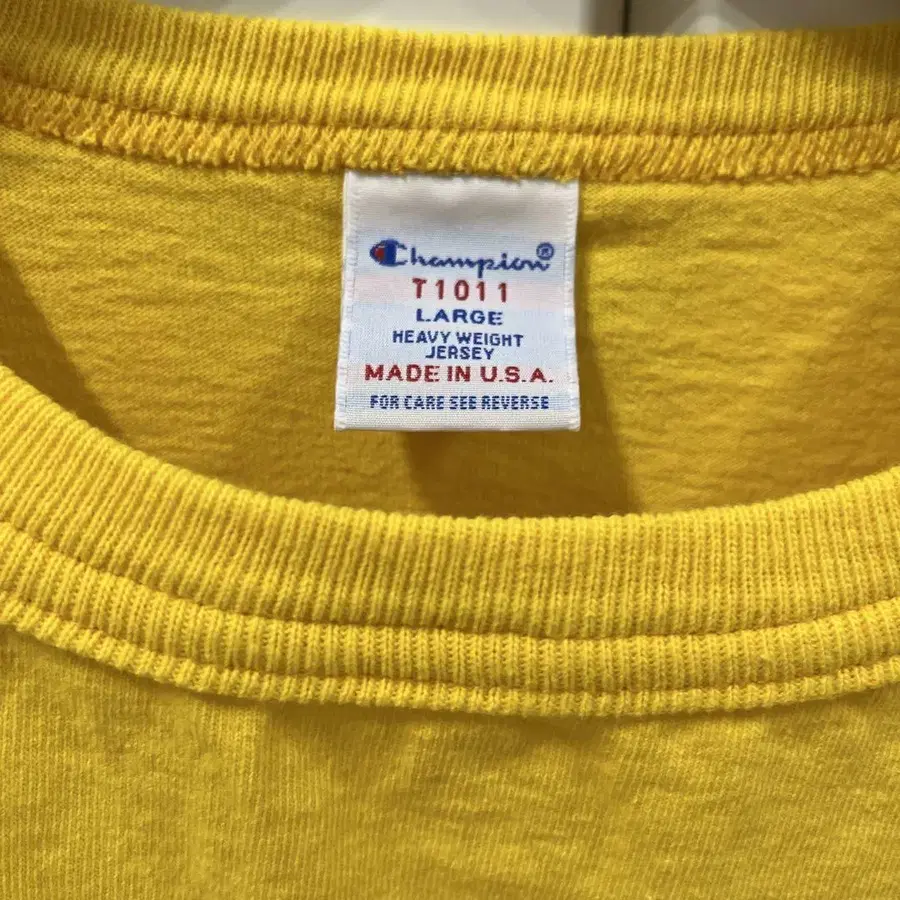 Champion®
T1011
LARGE
HEAVY WEIGHT
JERSEY
MADE IN U.S.A.
FOR CARE SEE REVERSE